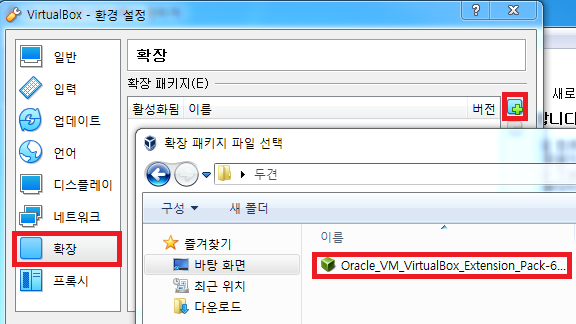 VirtualBox - 환경 설정
일반
입력
업데이트
언어
디스플레이
네트워크
확장
프록시
확장
확장 패키지(E)
활성화됨 이름 버전
새로
확장 패키지 파일 선택
두견
구성 새 폴더
즐겨찾기
바탕 화면
최근 위치
다운로드
이름
Oracle_VM_VirtualBox_Extension_Pack-6...